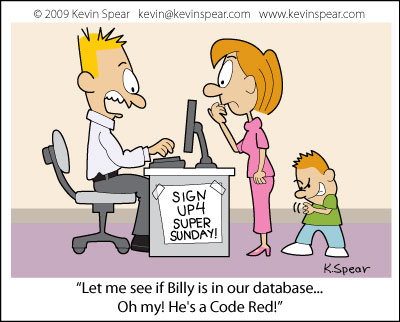 © 2009 Kevin Spear   kevin@kevinspear.com   www.kevinspear.com
SIGN
UP4
SUPER
SUNDAY!
K.Spear
“Let me see if Billy is in our database...
Oh my! He's a Code Red!”